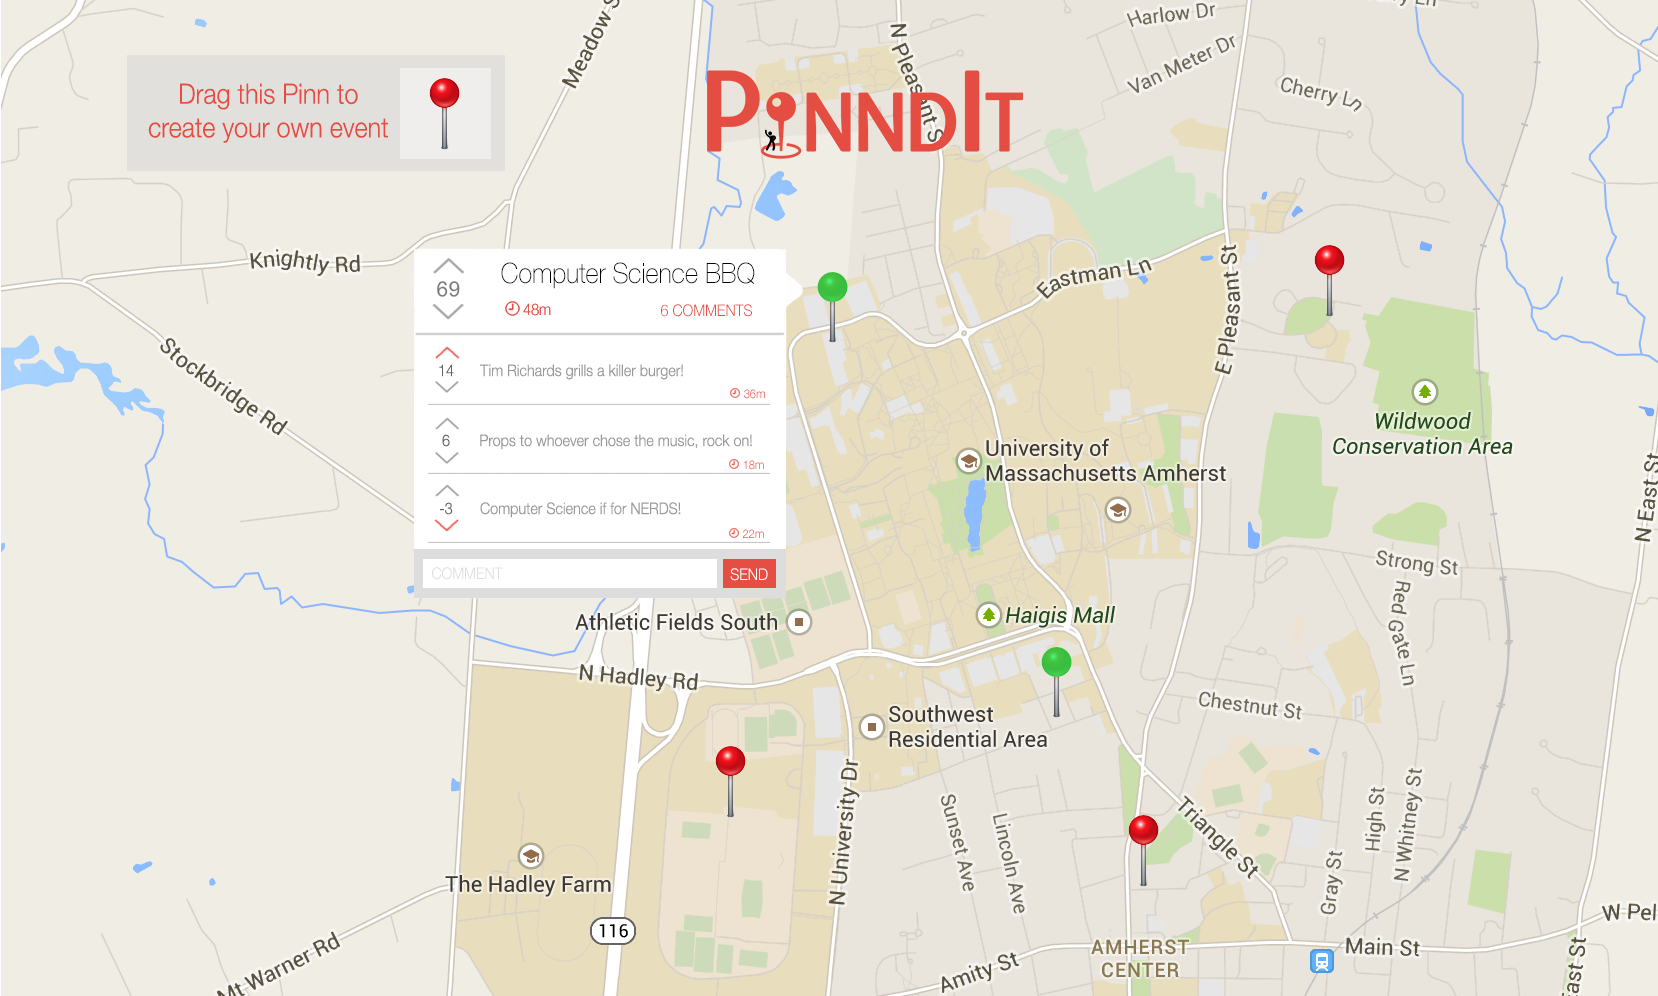 Harlow Dr
Meadow S
N Pleasant S
Van Meter Dr
Cherry Ln
Drag this Pinn to
create your own event
PINNDIT
Knightly Rd
Stockbridge Rd
Eastman Ln
E Pleasant St
69
Computer Science BBQ
48m
6 COMMENTS
14
Tim Richards grills a killer burger!
36m
6
Props to whoever chose the music, rock on!
18m
-3
Computer Science if for NERDS!
22m
COMMENT
SEND
Wildwood
Conservation Area
University of
Massachusetts Amherst
N East St
Strong St
Red Gate Ln
Athletic Fields South
Haigis Mall
N Hadley Rd
Chestnut St
Southwest
Residential Area
N University Dr
Sunset Ave
Lincoln Ave
Triangle St
High St
N Whitney St
Gray St
The Hadley Farm
116
Mt Warner Rd
Amity St
AMHERST
CENTER
Main St
W Pel
East St